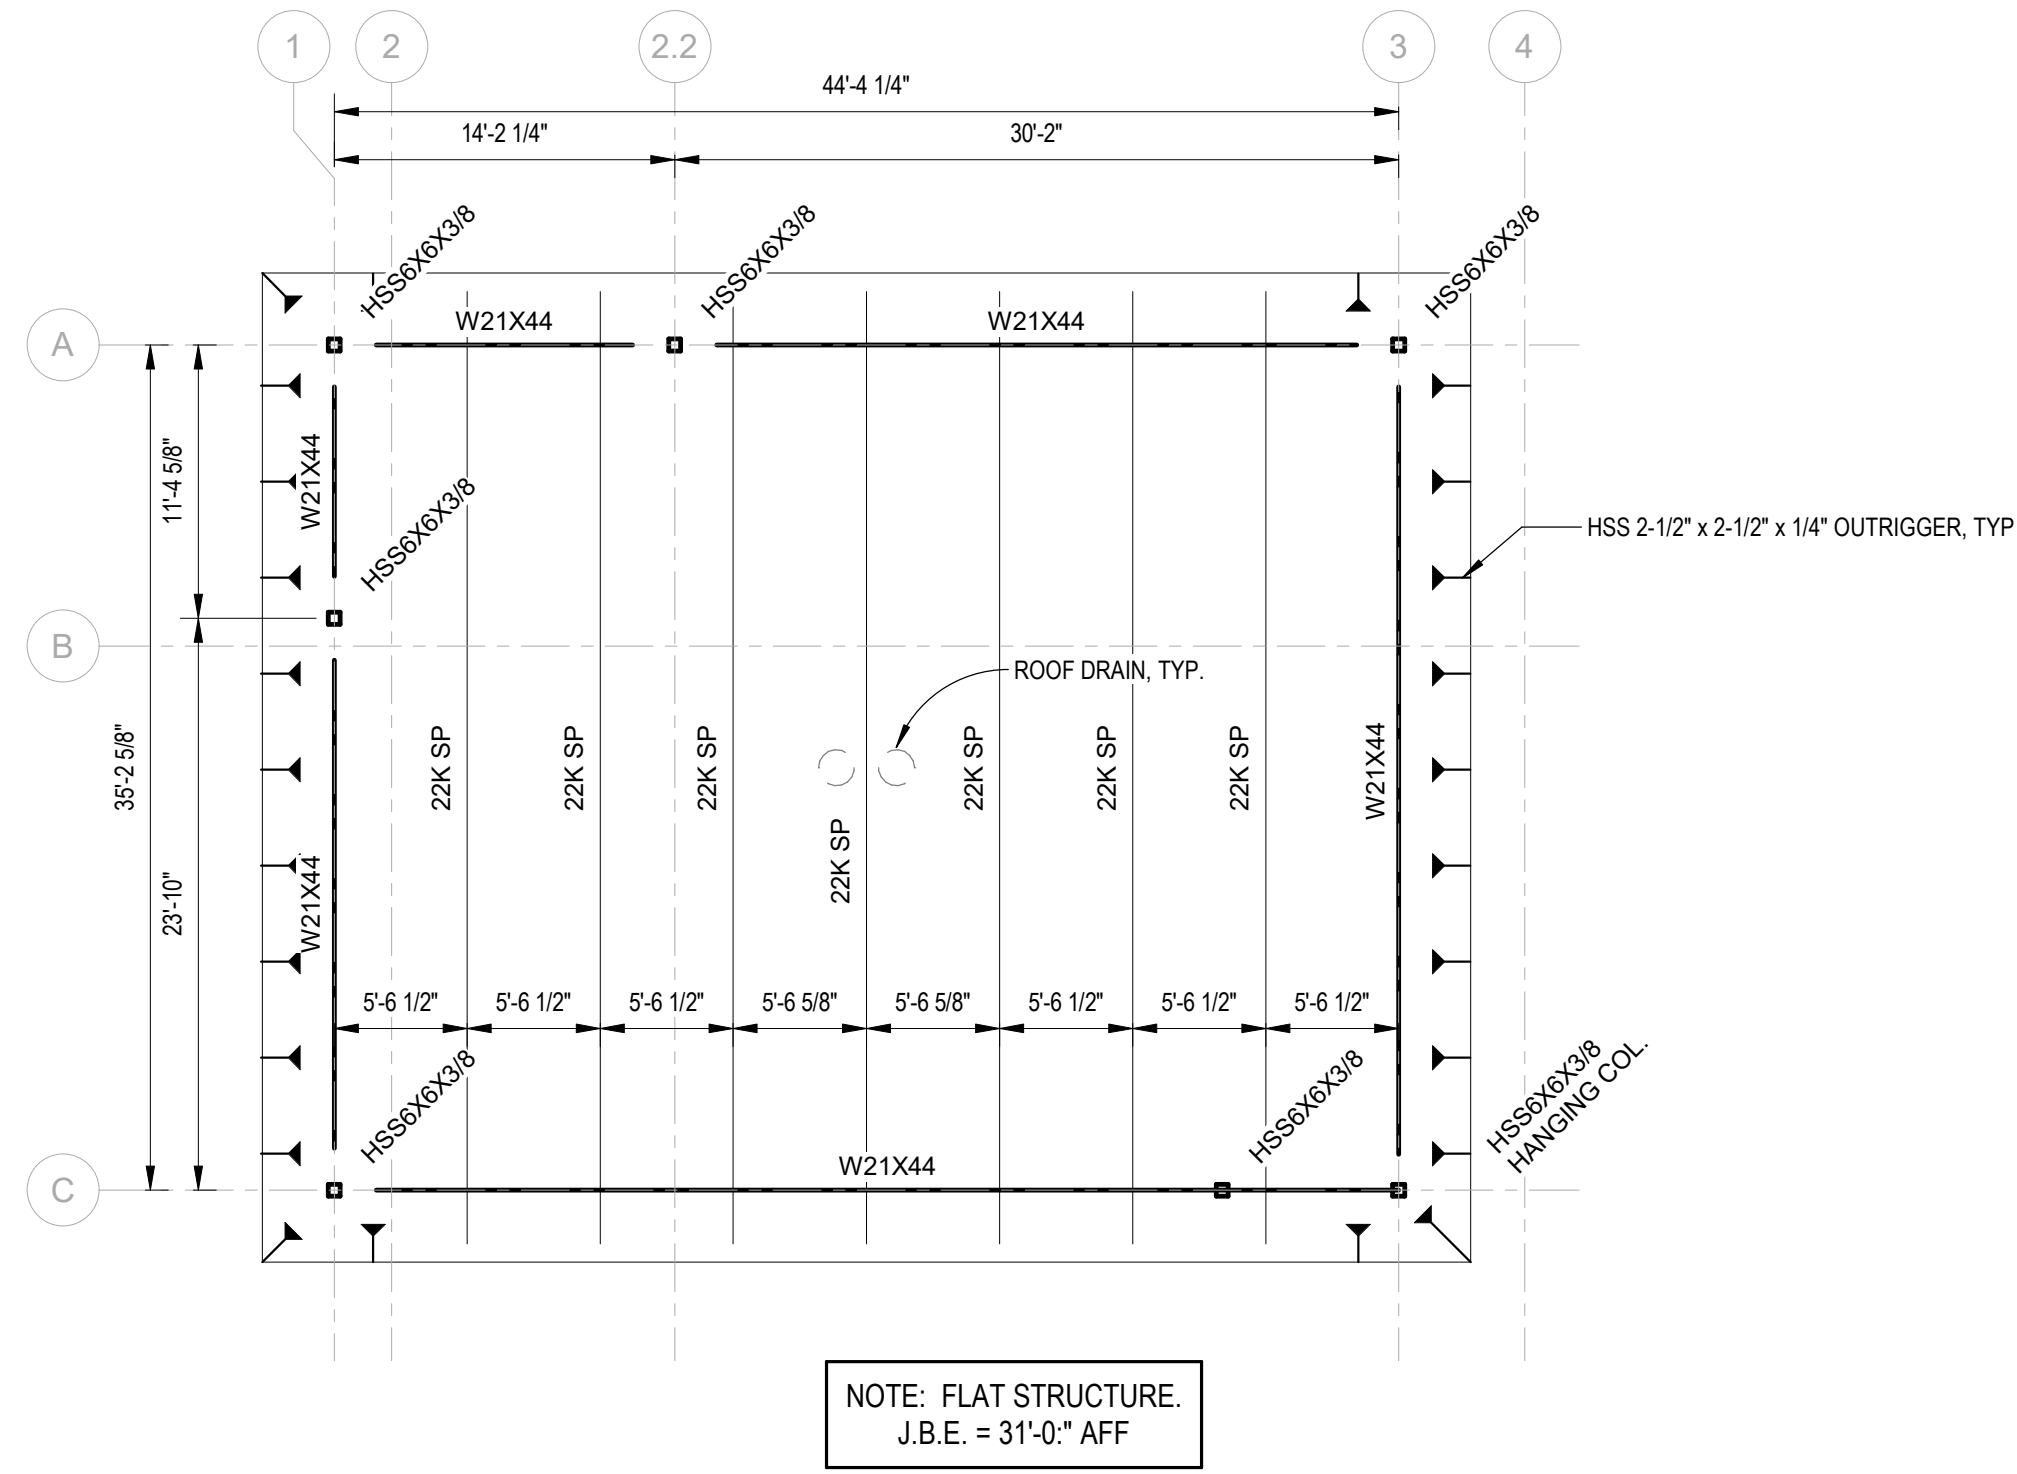 1
2
2.2
3
4
44'-4 1/4"
14'-2 1/4"
30'-2"
HSS6X6X3/8
HSS6X6X3/8
HSS6X6X3/8
W21X44
W21X44
A
11'-4 5/8"
W21X44
HSS6X6X3/8
HSS 2-1/2" x 2-1/2" x 1/4" OUTRIGGER, TYP
B
ROOF DRAIN, TYP.
35'-2 5/8"
23'-10"
22K SP
22K SP
22K SP
22K SP
22K SP
22K SP
22K SP
W21X44
W21X44
5'-6 1/2"
5'-6 1/2"
5'-6 1/2"
5'-6 5/8"
5'-6 5/8"
5'-6 1/2"
5'-6 1/2"
5'-6 1/2"
HSS6X6X3/8
HSS6X6X3/8
HSS6X6X3/8
HANGING COL.
W21X44
C
NOTE: FLAT STRUCTURE.
J.B.E. = 31'-0:" AFF